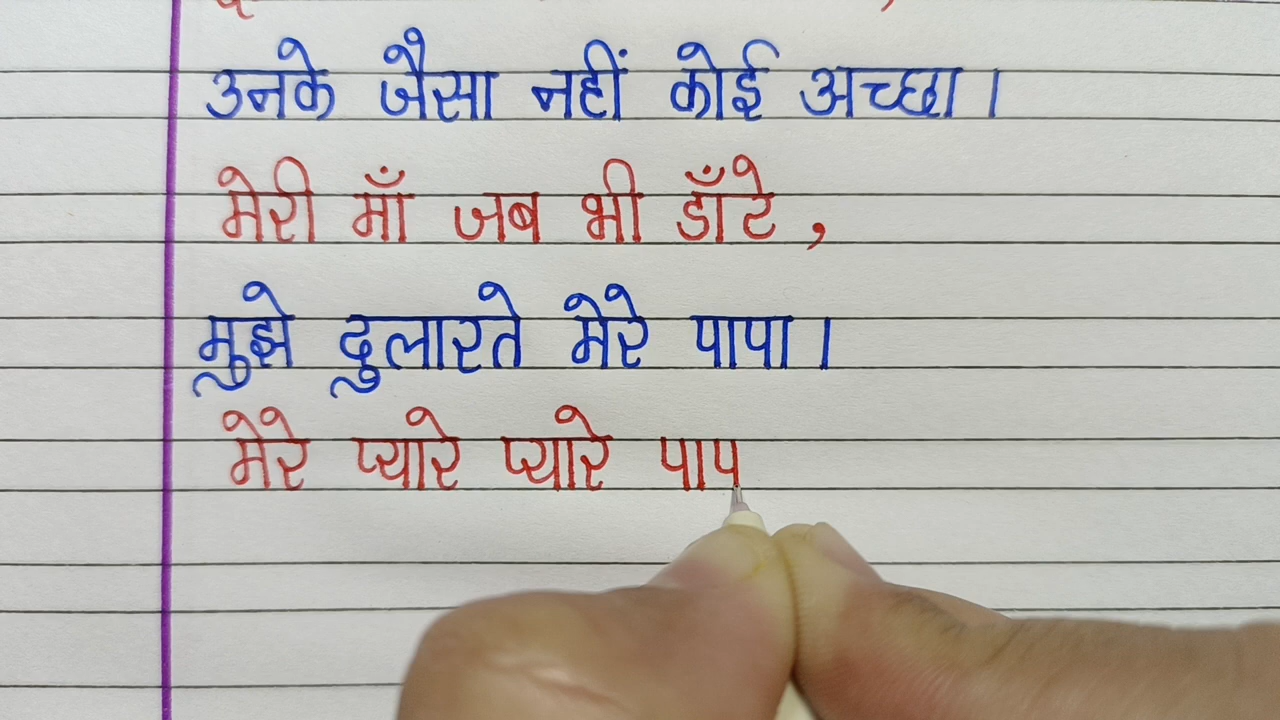 उनके जैसा नहीं कोई अच्छा।
मेरी माँ जब भी डाँटे,
मुझे दुलारते मेरे पापा।
मेरे प्यारे प्यारे पाप